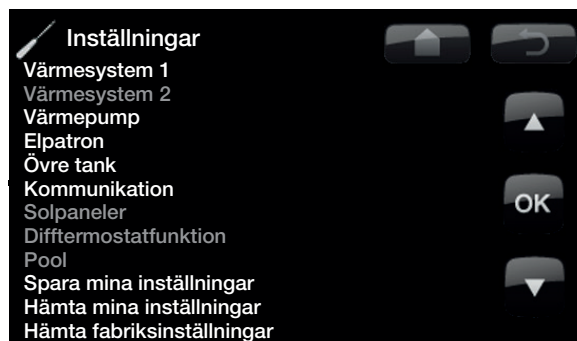 Inställningar
Värmesystem 1
Värmesystem 2
Värmepump
Elpatron
Övre tank
Kommunikation
Solpaneler
Difftermostatfunktion
Pool
Spara mina inställningar
Hämta mina inställningar
Hämta fabriksinställningar
OK